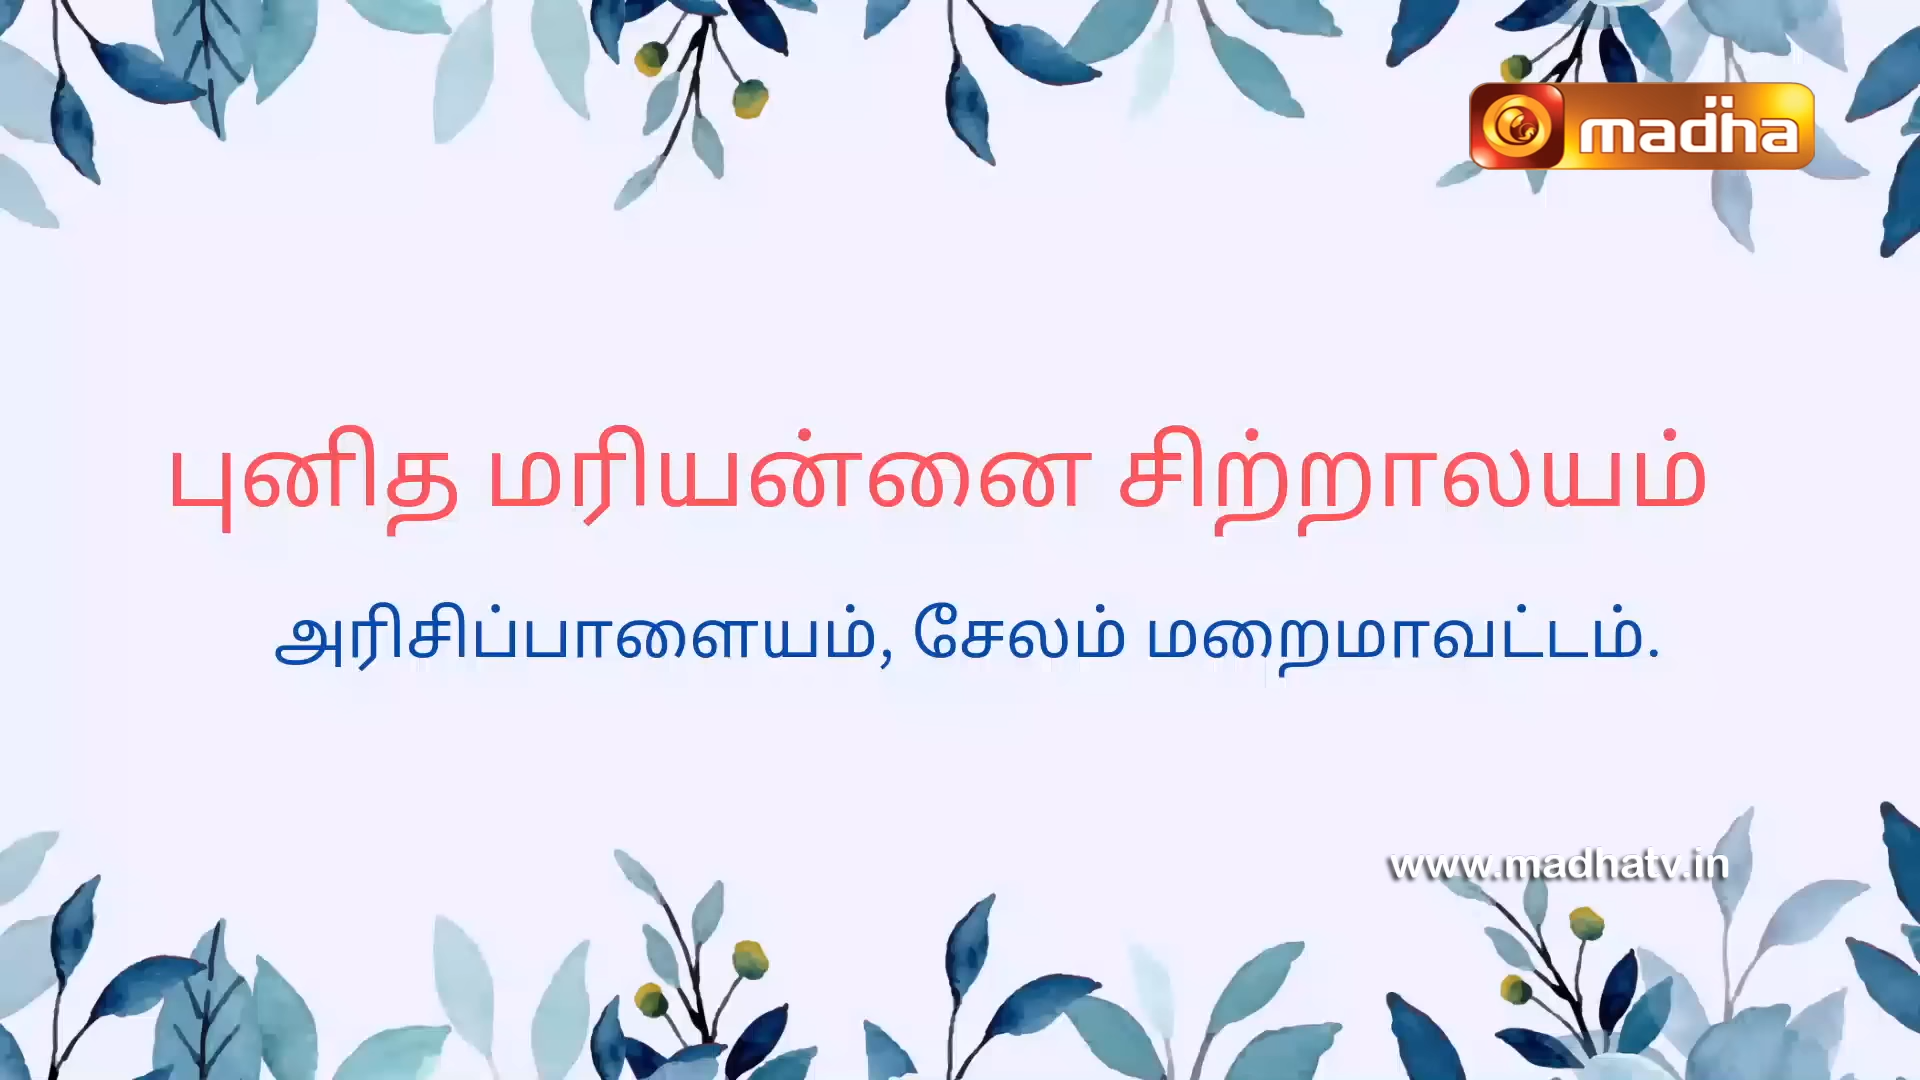 madha
புனித மரியன்னை சிற்றாலயம்
அரிசிப்பாளையம், சேலம் மறைமாவட்டம்.
www.madhatv.in